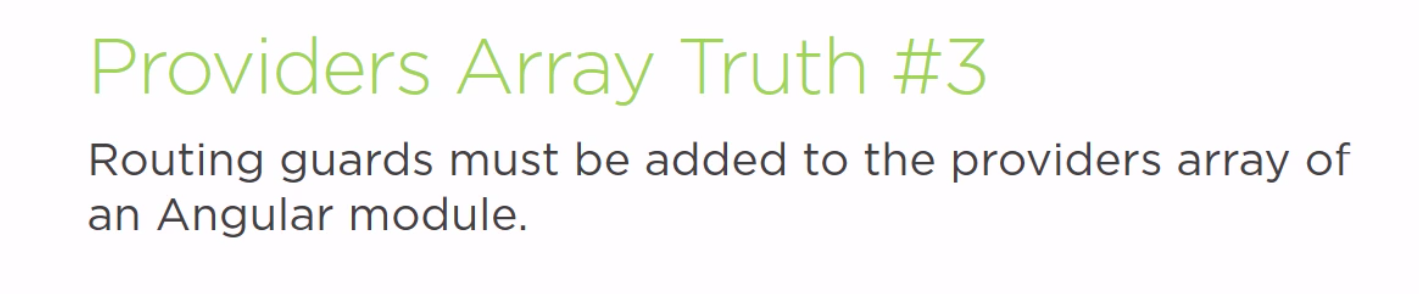 Providers Array Truth #3
Routing guards must be added to the providers array of
an Angular module.